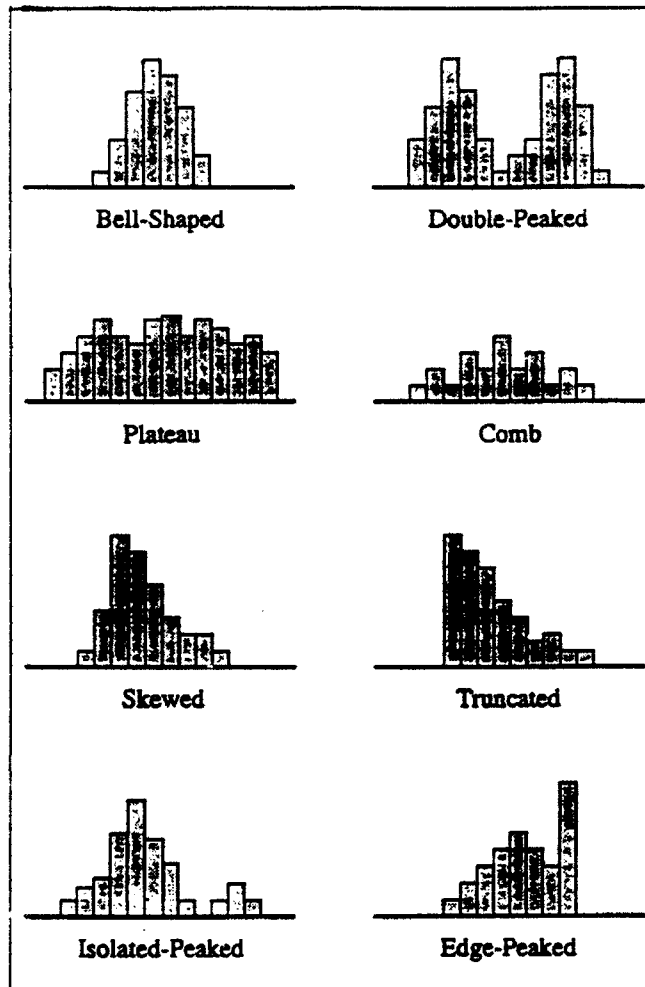 Bell-Shaped
Double-Peaked
Plateau
Comb
Skewed
Truncated
Isolated-Peaked
Edge-Peaked